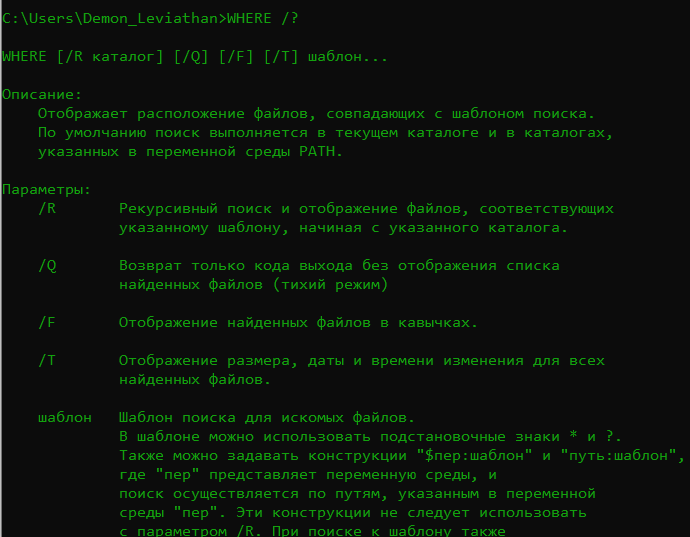 C:\Users\Demon_Leviathan>WHERE /?
WHERE [/R каталог] [/Q] [/F] [/T] шаблон...
Описание:
Отображает расположение файлов, совпадающих с шаблоном поиска.
По умолчанию поиск выполняется в текущем каталоге и в каталогах,
указанных в переменной среды PATH.
Параметры:
/R Рекурсивный поиск и отображение файлов, соответствующих
указанному шаблону, начиная с указанного каталога.
/Q Возврат только кода выхода без отображения списка
найденных файлов (тихий режим)
/F Отображение найденных файлов в кавычках.
/T Отображение размера, даты и времени изменения для всех
найденных файлов.
шаблон Шаблон поиска для искомых файлов.
В шаблоне можно использовать подстановочные знаки * и ?.
Также можно задавать конструкции "$пер:шаблон" и "путь:шаблон",
где "пер" представляет переменную среды, и
поиск осуществляется по путям, указанным в переменной
среды "пер". Эти конструкции не следует использовать
с параметром /R. При поиске к шаблону также